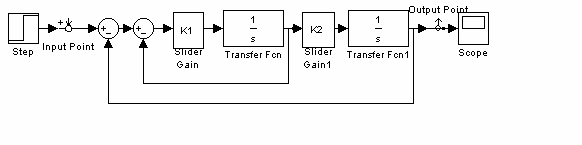 Output Point
K1
1
s
K2
1
s
Step
Input Point
Slider
Gain
Transfer Fcn
Slider
Gain1
Transfer Fcn1
Scope